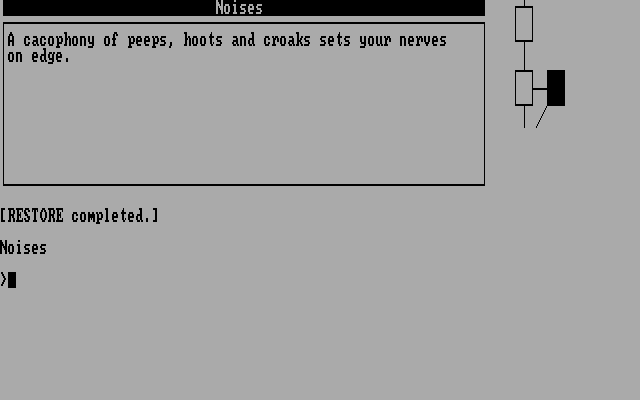 Noises
A cacophony of peeps, hoots and croaks sets your nerves
on edge.
[RESTORE completed.]
Noises
>